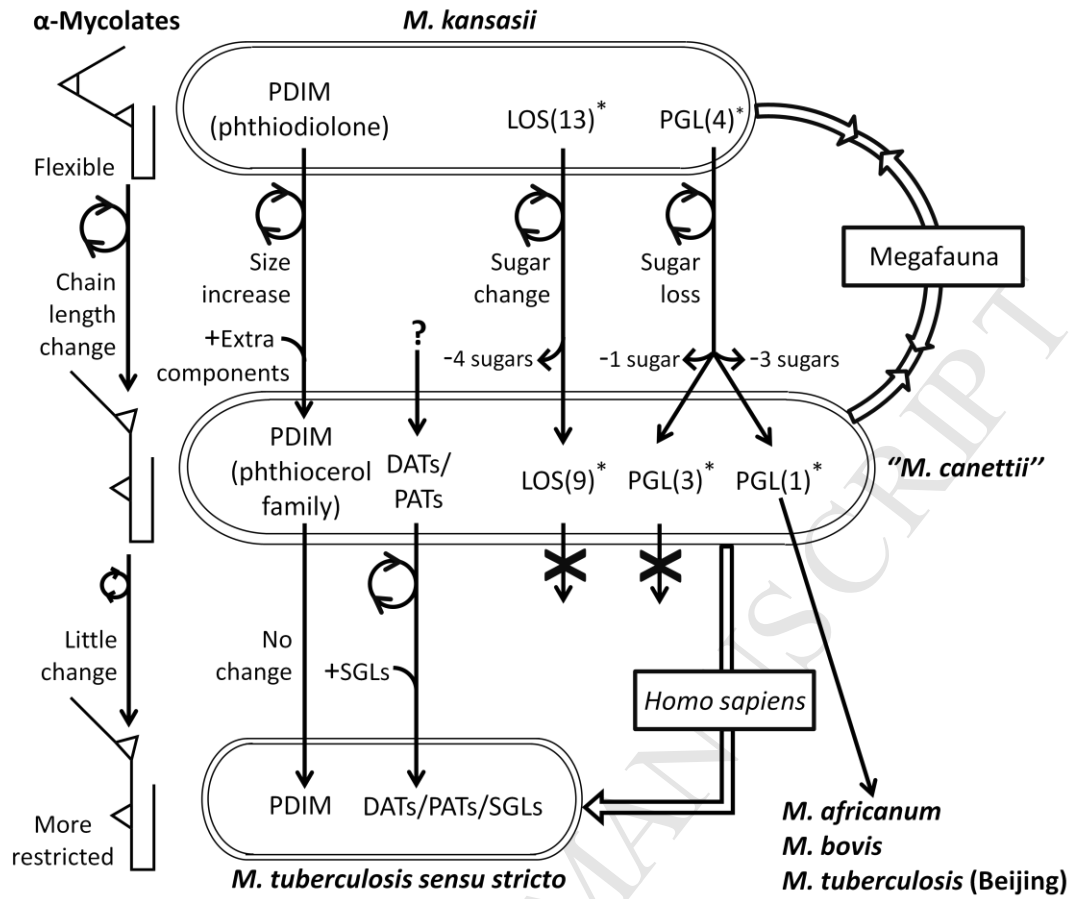 α-Mycolates
M. kansasii
PDIM
(phthiodiolone)
LOS(13)*
PGL(4)*
Flexible
Chain
length
change
Size
increase
+Extra
components
?
Sugar
change
-4 sugars
Sugar
loss
-1 sugar
-3 sugars
Megafauna
PDIM
(phthiocerol
family)
DATs/
PATs
LOS(9)*
PGL(3)*
PGL(1)*
"M. canettii"
Little
change
No
change
+SGLs
Homo sapiens
PDIM
DATs/PATs/SGLs
More
restricted
M. tuberculosis sensu stricto
M. africanum
M. bovis
M. tuberculosis (Beijing)
MANUSCRIPT